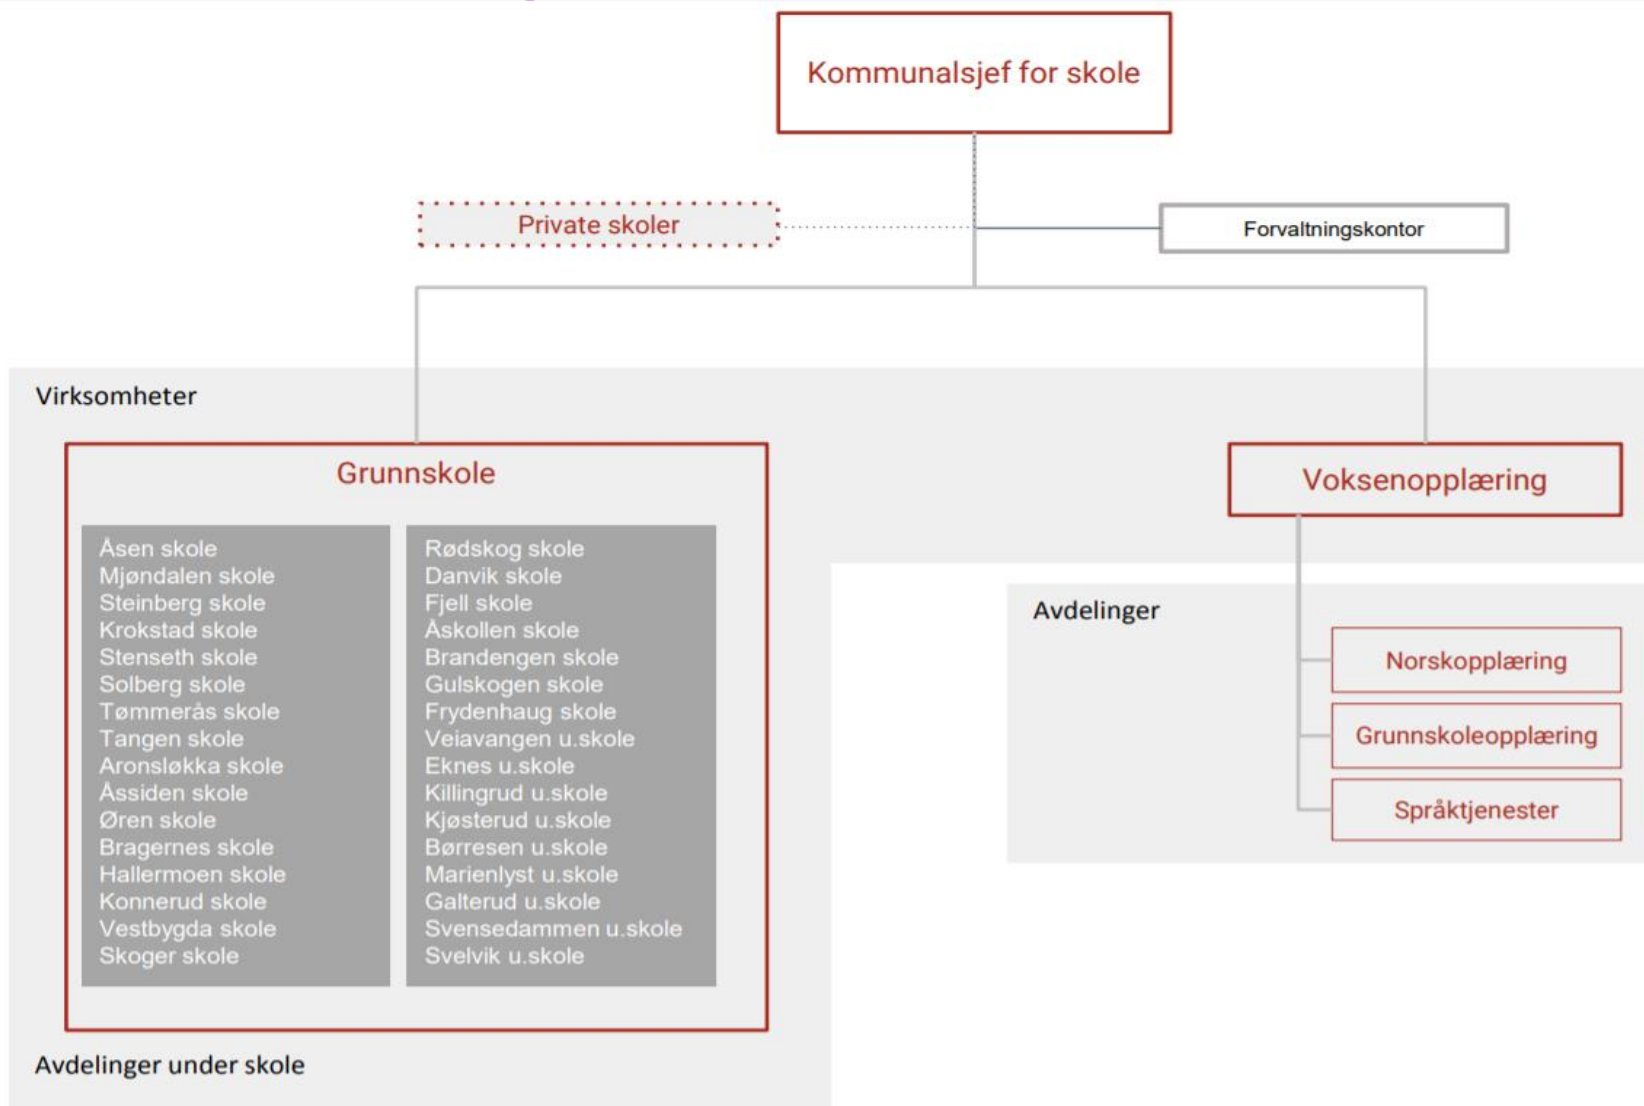 Kommunalsjef for skole
Private skoler
Forvaltningskontor
Virksomheter
Grunnskole
Åsen skole
Mjøndalen skole
Steinberg skole
Krokstad skole
Stenseth skole
Solberg skole
Tømmerås skole
Tangen skole
Aronsløkka skole
Åssiden skole
Øren skole
Bragernes skole
Hallermoen skole
Konnerud skole
Vestbygda skole
Skoger skole
Rødskog skole
Danvik skole
Fjell skole
Åskollen skole
Brandengen skole
Gulskogen skole
Frydenhaug skole
Veiavangen u.skole
Eknes u.skole
Killingrud u.skole
Kjøsterud u.skole
Børresen u.skole
Marienlyst u.skole
Galterud u.skole
Svensedammen u.skole
Svelvik u.skole
Avdelinger under skole
Voksenopplæring
Avdelinger
Norskopplæring
Grunnskoleopplæring
Språktjenester